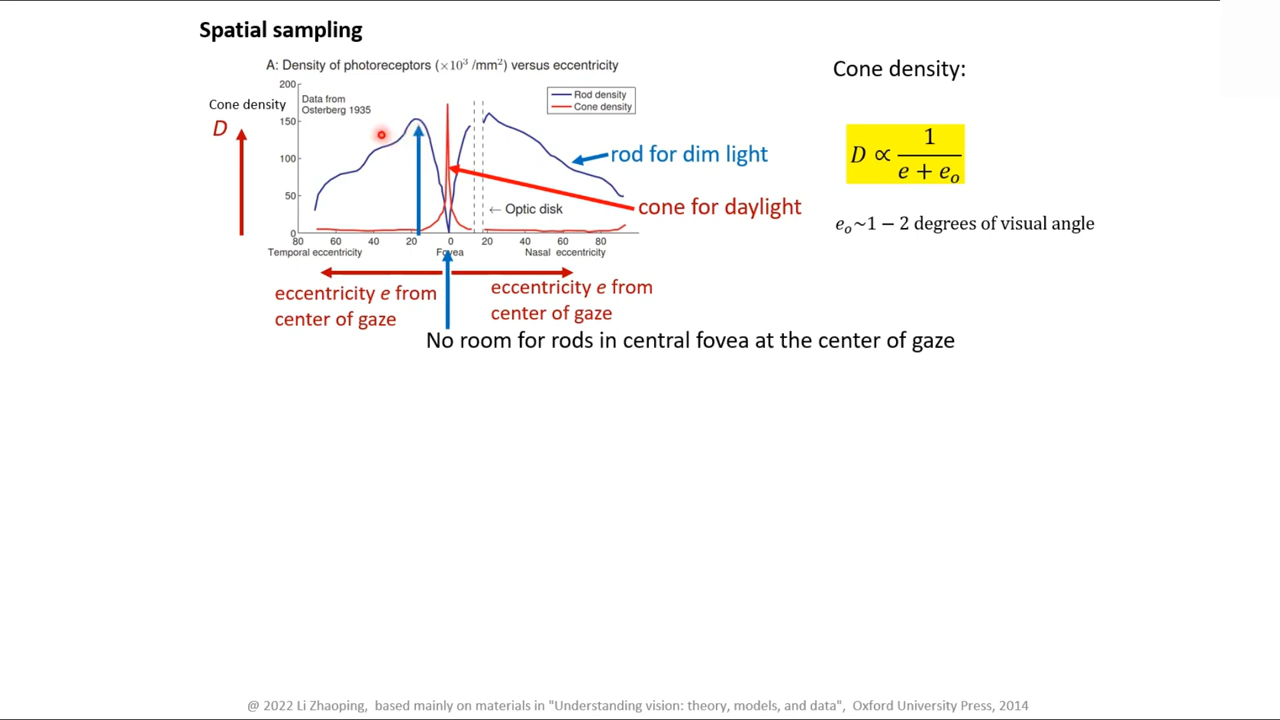 Spatial sampling
A: Density of photoreceptors (×10³ /mm²) versus eccentricity
Cone density:
200
150
100
50
0
Cone density
D
Data from
Osterberg 1935
Rod density
Cone density
rod for dim light
cone for daylight
← Optic disk
80 60 40 20 0 20 40 60 80
Temporal eccentricity Fovea Nasal eccentricity
eccentricity e from
center of gaze
eccentricity e from
center of gaze
No room for rods in central fovea at the center of gaze
D ∝ 1 / (e + eₒ)
eₒ~1 − 2 degrees of visual angle
@ 2022 Li Zhaoping, based mainly on materials in "Understanding vision: theory, models, and data", Oxford University Press, 2014